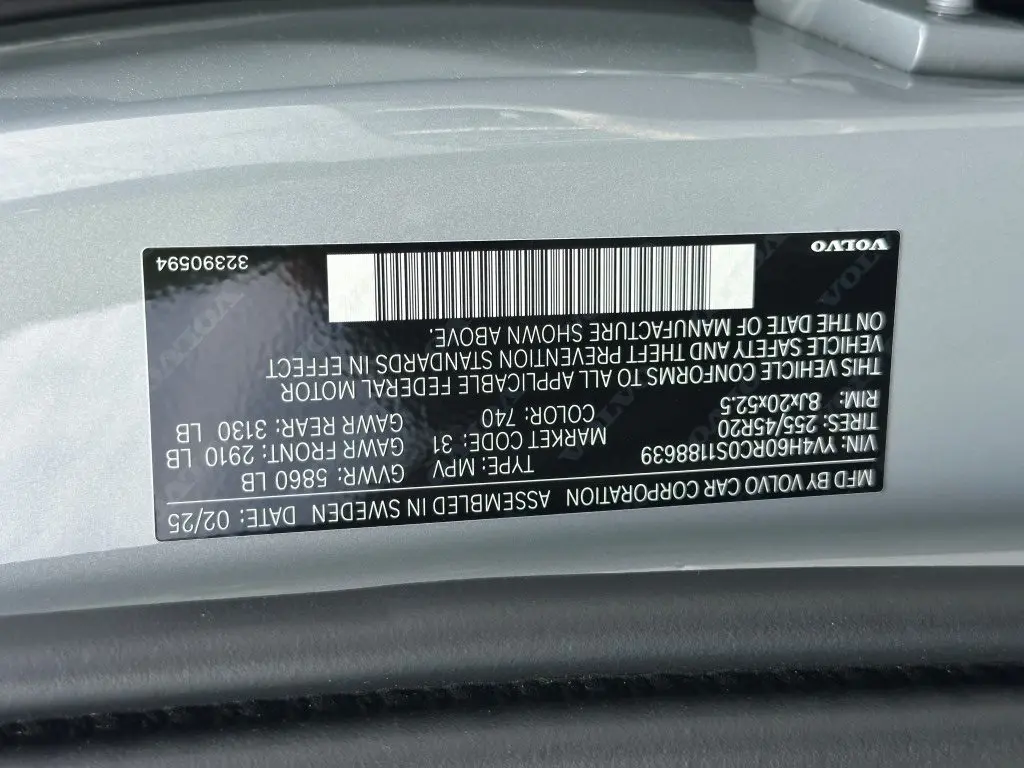 MFD BY VOLVO CAR CORPORATION ASSEMBLED IN SWEDEN DATE: 02/25
VIN: YV4H60RC0S1188639 TYPE: MPV GVWR: 5860 LB
TIRES: 255/45R20 MARKET CODE: 31 GAWR FRONT: 2910 LB
RIM: 8Jx20x52.5 COLOR: 740 GAWR REAR: 3130 LB
THIS VEHICLE CONFORMS TO ALL APPLICABLE FEDERAL MOTOR
VEHICLE SAFETY AND THEFT PREVENTION STANDARDS IN EFFECT
ON THE DATE OF MANUFACTURE SHOWN ABOVE.
VOLVO 32390594